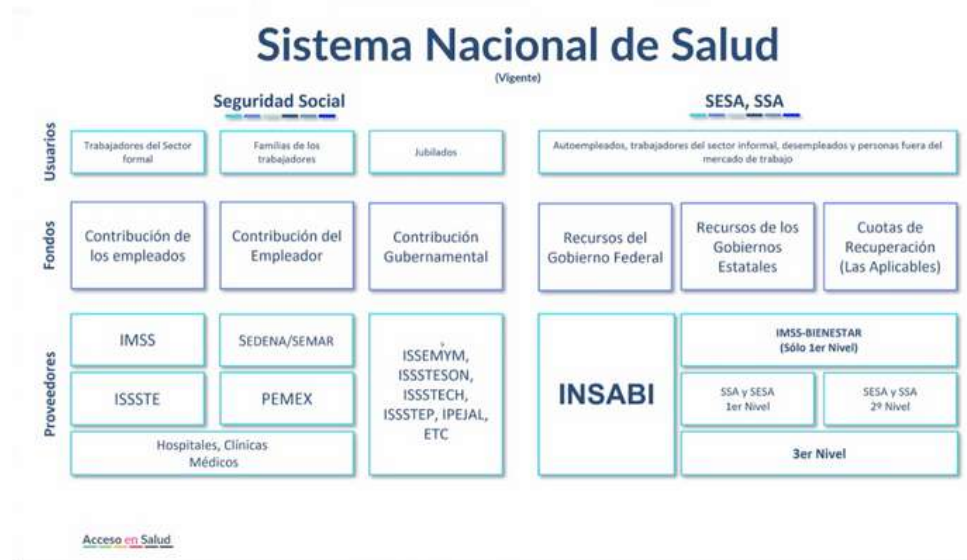 Sistema Nacional de Salud
(Vigente)
Seguridad Social
SESA, SSA
Usuarios
Trabajadores del Sector
formal
Familias de los
trabajadores
Jubilados
Autoempleados, trabajadores del sector informal, desempleados y personas fuera del
mercado de trabajo
Fondos
Contribución de
los empleados
Contribución del
Empleador
Contribución
Gubernamental
Recursos del
Gobierno Federal
Recursos de los
Gobiernos
Estatales
Cuotas de
Recuperación
(Las Aplicables)
Proveedores
IMSS
SEDENA/SEMAR
ISSSTE
PEMEX
Hospitales, Clínicas
Médicos
ISSEMYM,
ISSSTESON,
ISSSTECH,
ISSSTEP, IPEJAL,
ETC
INSABI
IMSS-BIENESTAR
(Sólo 1er Nivel)
SSA y SESA
1er Nivel
SESA y SSA
2º Nivel
3er Nivel
Acceso en Salud